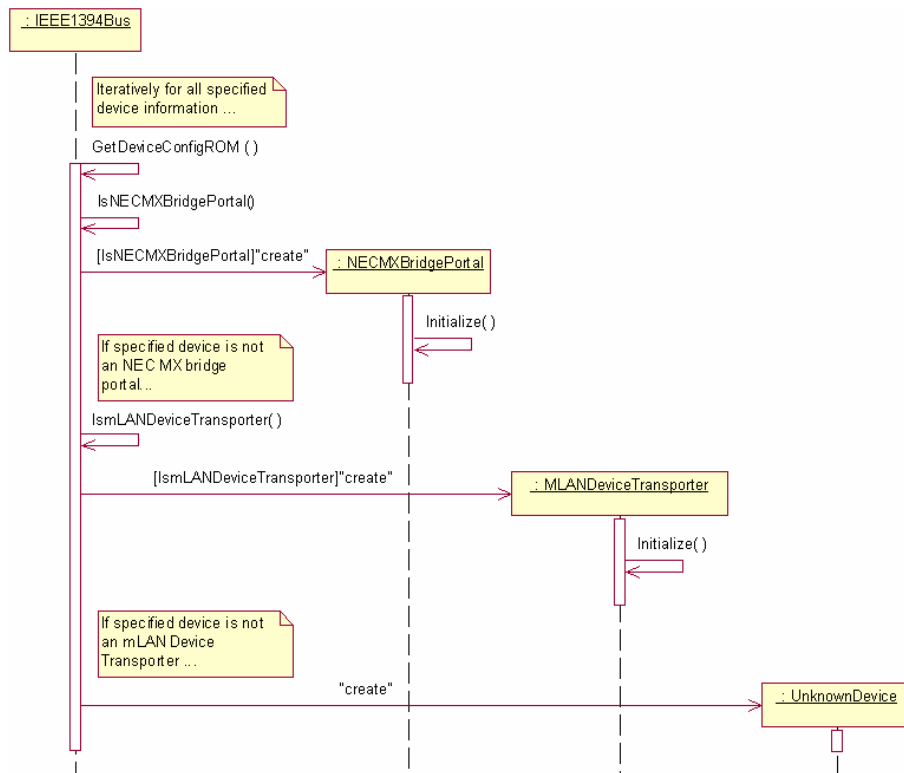 : IEEE1394Bus
Iteratively for all specified
device information ...
GetDeviceConfigROM ( )
IsNECMXBridgePortal()
[IsNECMXBridgePortal]"create"
: NECMXBridgePortal
Initialize( )
If specified device is not
an NEC MX bridge
portal...
IsmLANDeviceTransporter( )
[IsmLANDeviceTransporter]"create"
: MLANDeviceTransporter
Initialize( )
If specified device is not
an mLAN Device
Transporter ...
"create"
: UnknownDevice